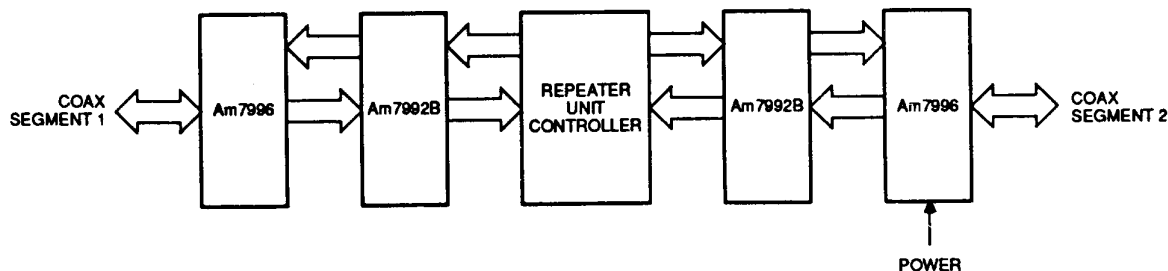 COAX
SEGMENT 1
Am7996
Am7992B
REPEATER
UNIT
CONTROLLER
Am7992B
Am7996
COAX
SEGMENT 2
POWER